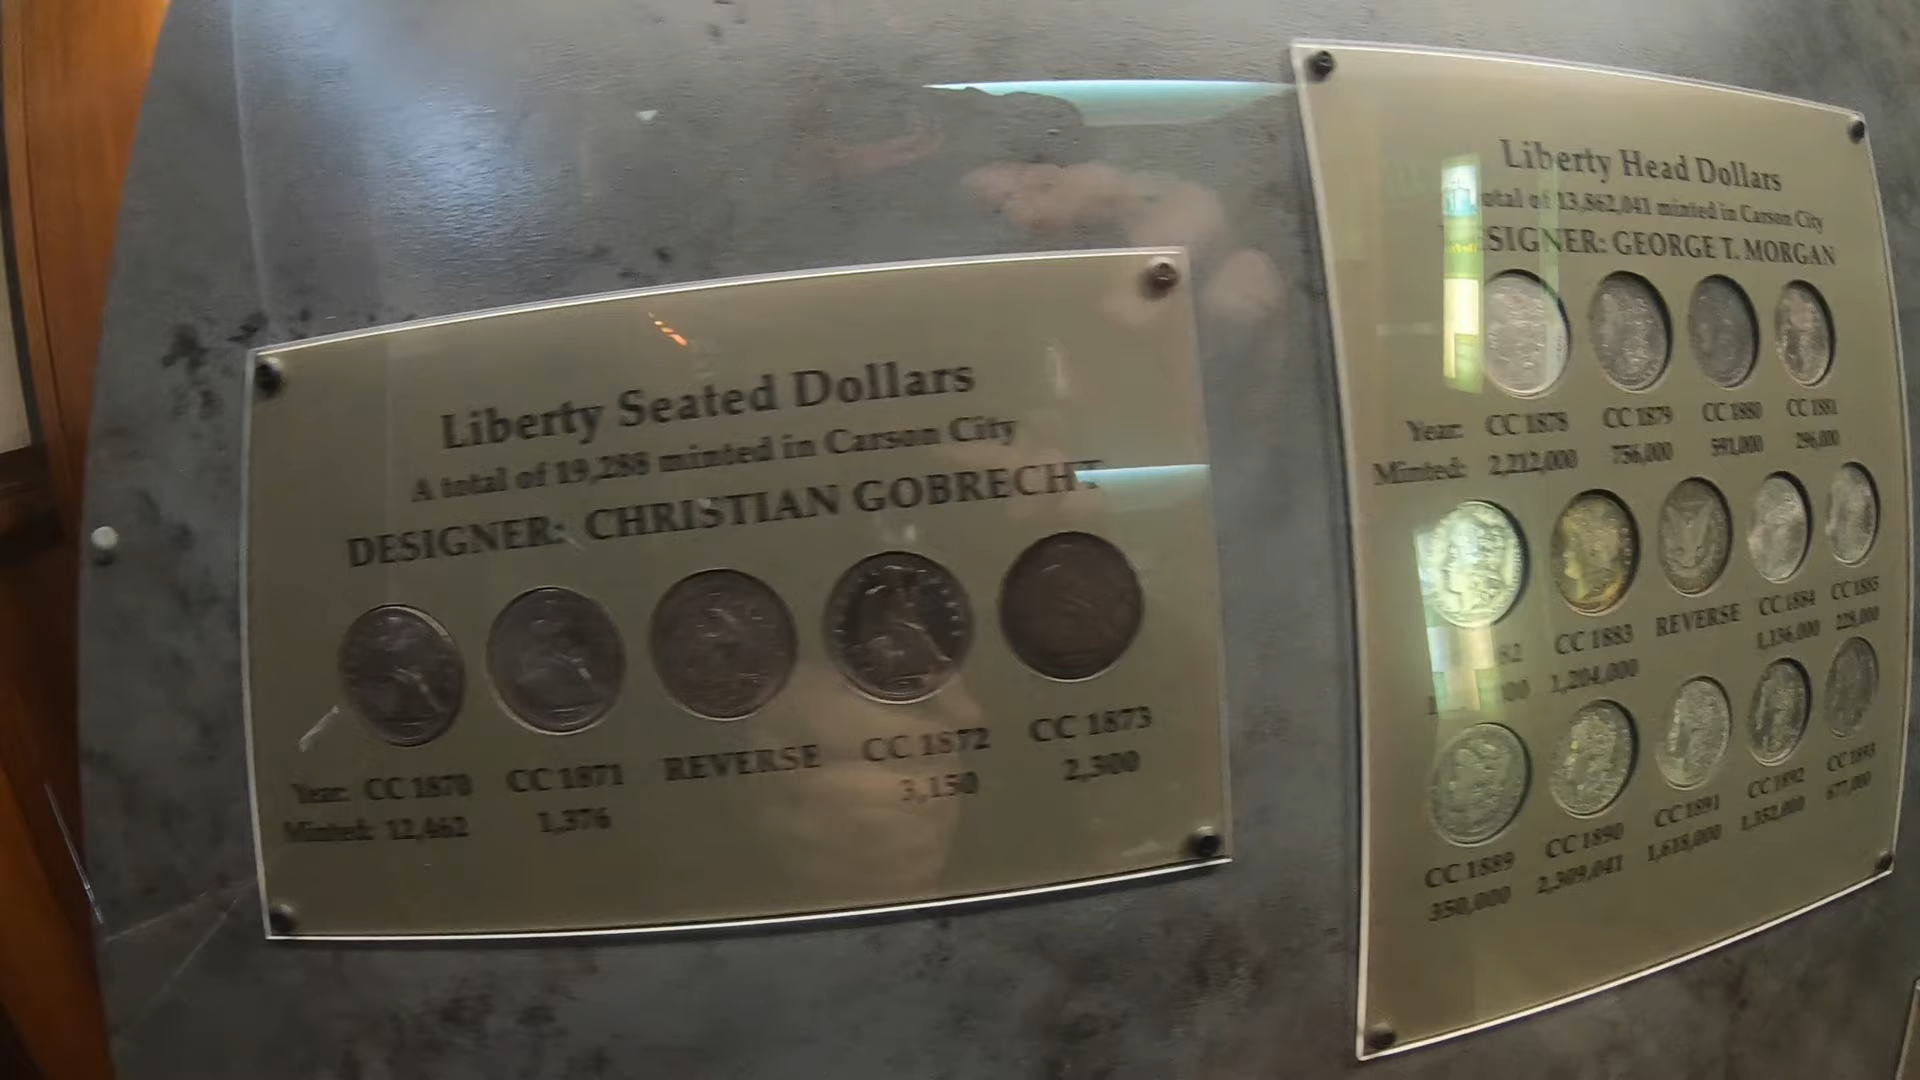 Liberty Seated Dollars
A total of 19,288 minted in Carson City
DESIGNER: CHRISTIAN GOBRECHT
Year: CC 1870 CC 1871 REVERSE CC 1872 CC 1873
Minted: 12,462 1,376 3,150 2,300
Liberty Head Dollars
otal of 13,862,041 minted in Carson City
SIGNER: GEORGE T. MORGAN
Year: CC 1878 CC 1879 CC 1880 CC 1881
Minted: 2,212,000 756,000 591,000 296,000
82 CC 1883 REVERSE CC 1884 CC 1885
00 1,204,000 1,136,000 228,000
CC 1889 CC 1890 CC 1891 CC 1892 CC 1893
350,000 2,309,041 1,618,000 1,352,000 677,000